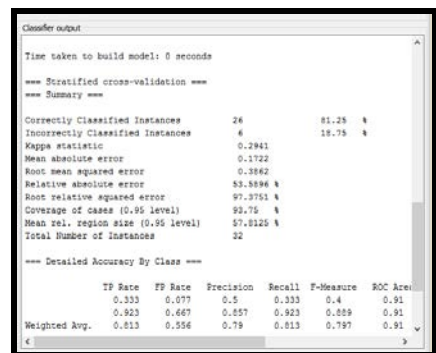 Classifier output
Time taken to build model: 0 seconds
=== Stratified cross-validation ===
=== Summary ===
Correctly Classified Instances 26 81.25 %
Incorrectly Classified Instances 6 18.75 %
Kappa statistic 0.2941
Mean absolute error 0.1722
Root mean squared error 0.3862
Relative absolute error 53.5896 %
Root relative squared error 97.3751 %
Coverage of cases (0.95 level) 93.75 %
Mean rel. region size (0.95 level) 57.8125 %
Total Number of Instances 32
=== Detailed Accuracy By Class ===
TP Rate FP Rate Precision Recall F-Measure ROC Area
0.333 0.077 0.5 0.333 0.4 0.91
0.923 0.667 0.857 0.923 0.889 0.91
Weighted Avg. 0.813 0.556 0.79 0.813 0.797 0.91